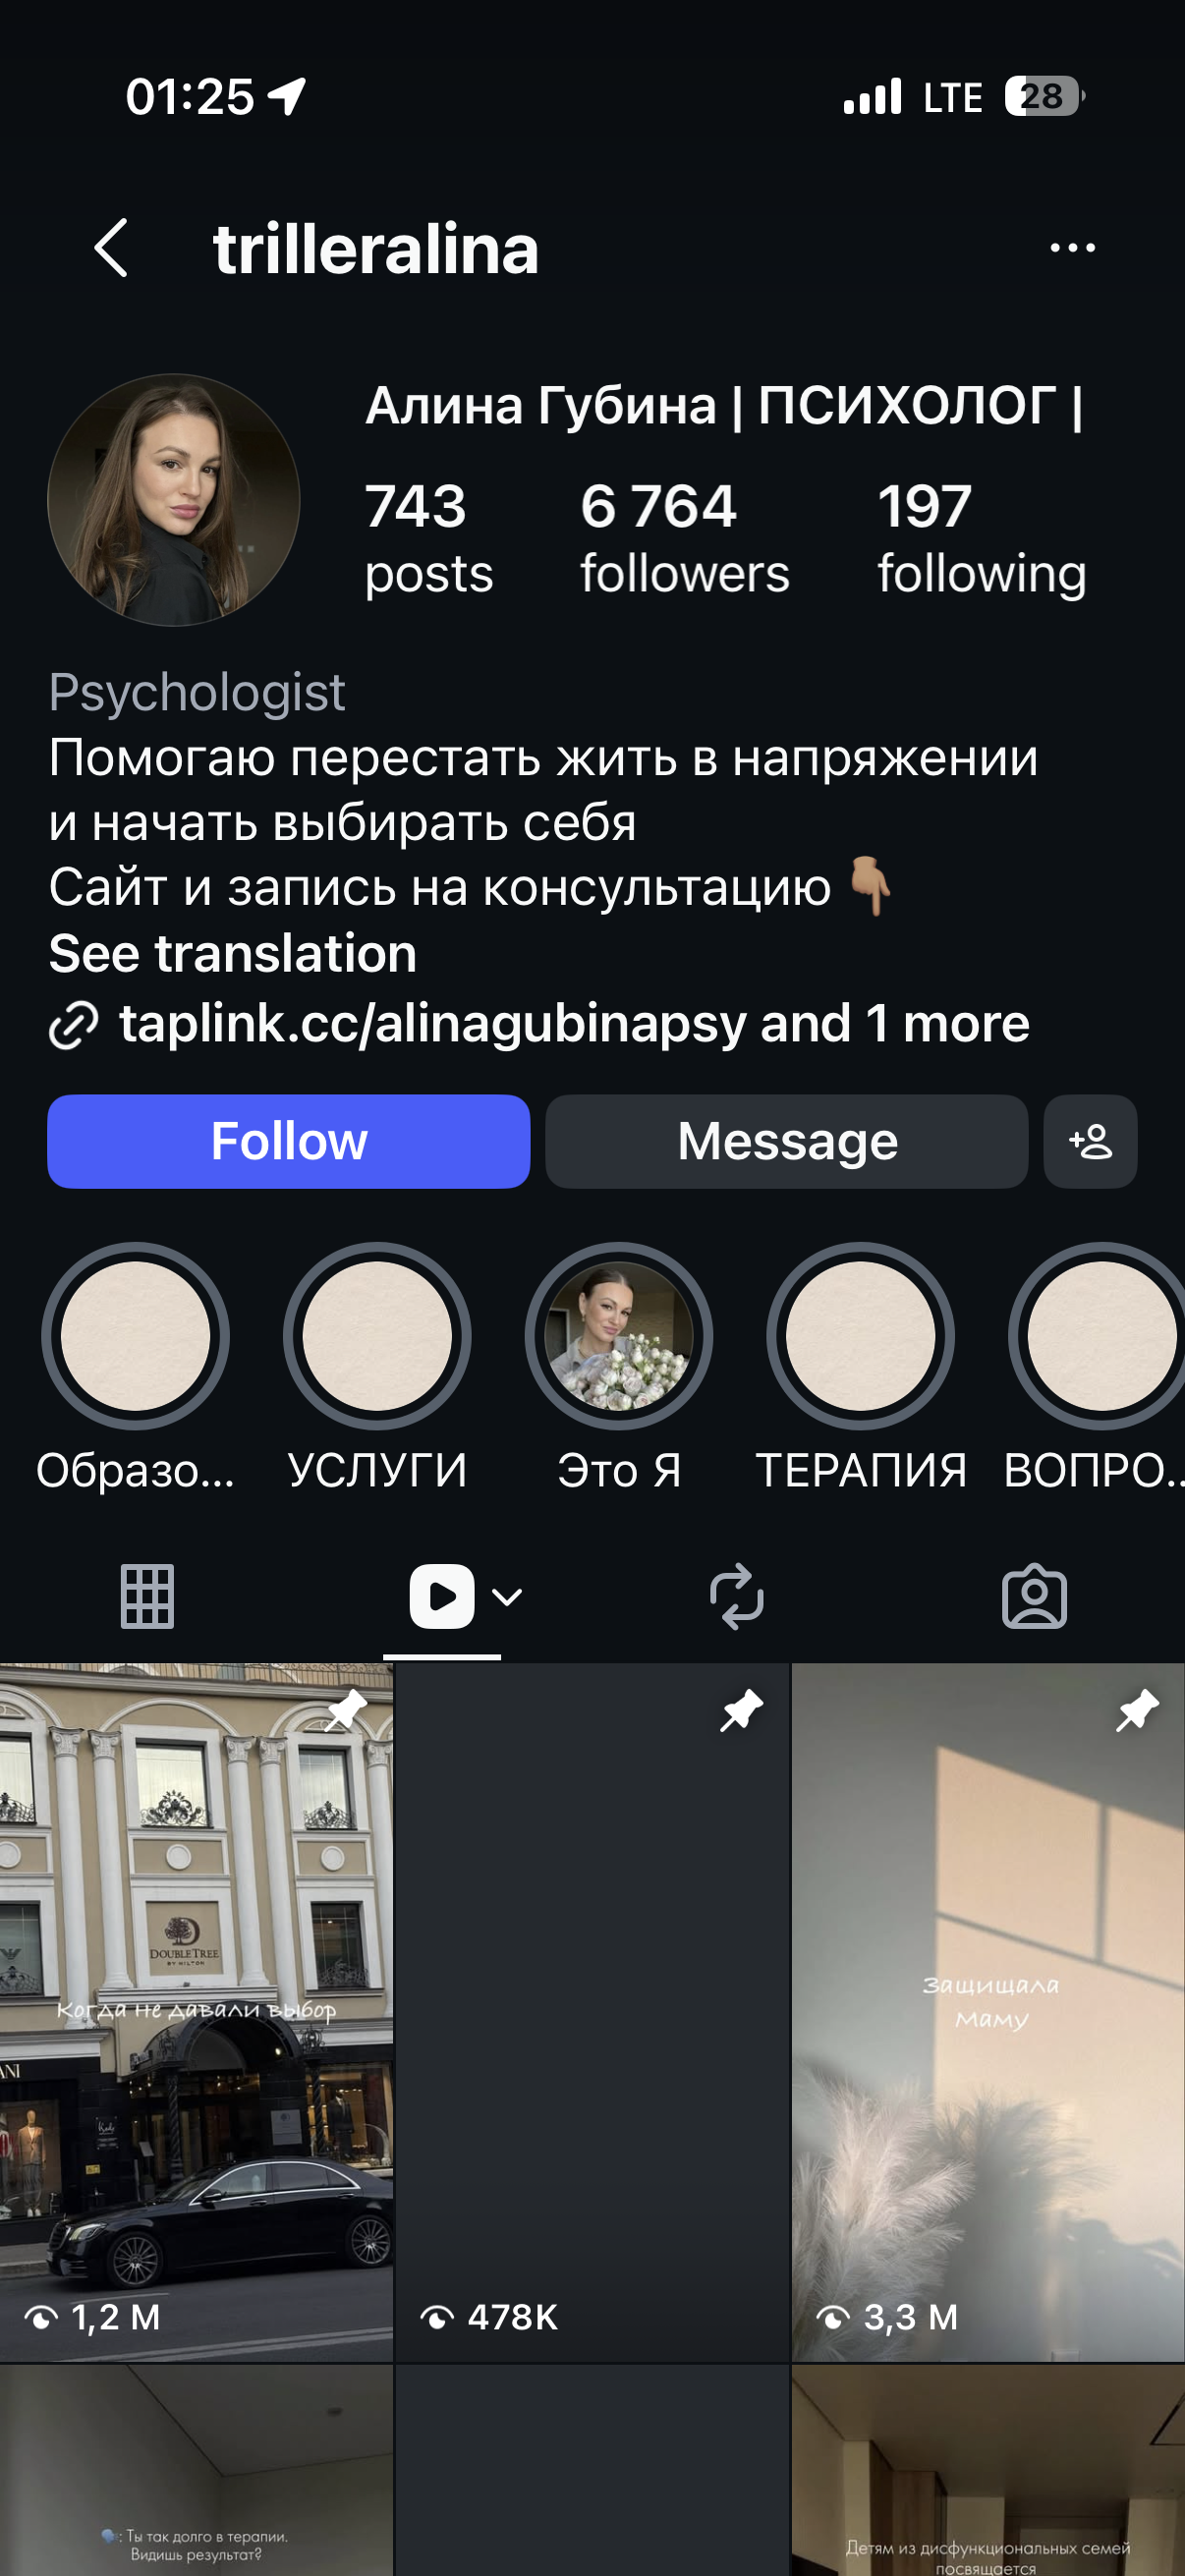 01:25
LTE 28
trilleralina
Алина Губина | ПСИХОЛОГ |
743 6 764 197
posts followers following
Psychologist
Помогаю перестать жить в напряжении
и начать выбирать себя
Сайт и запись на консультацию 👇🏽
See translation
taplink.cc/alinagubinapsy and 1 more
Follow Message
Образо... УСЛУГИ Это Я ТЕРАПИЯ ВОПРО..
DOUBLETREE
BY HILTON
Когда не давали выбор
ANI
Защищала
Маму
1,2 M 478K 3,3 M
🗣️: Ты так долго в терапии.
Видишь результат?
Детям из дисфункциональных семей
посвящается